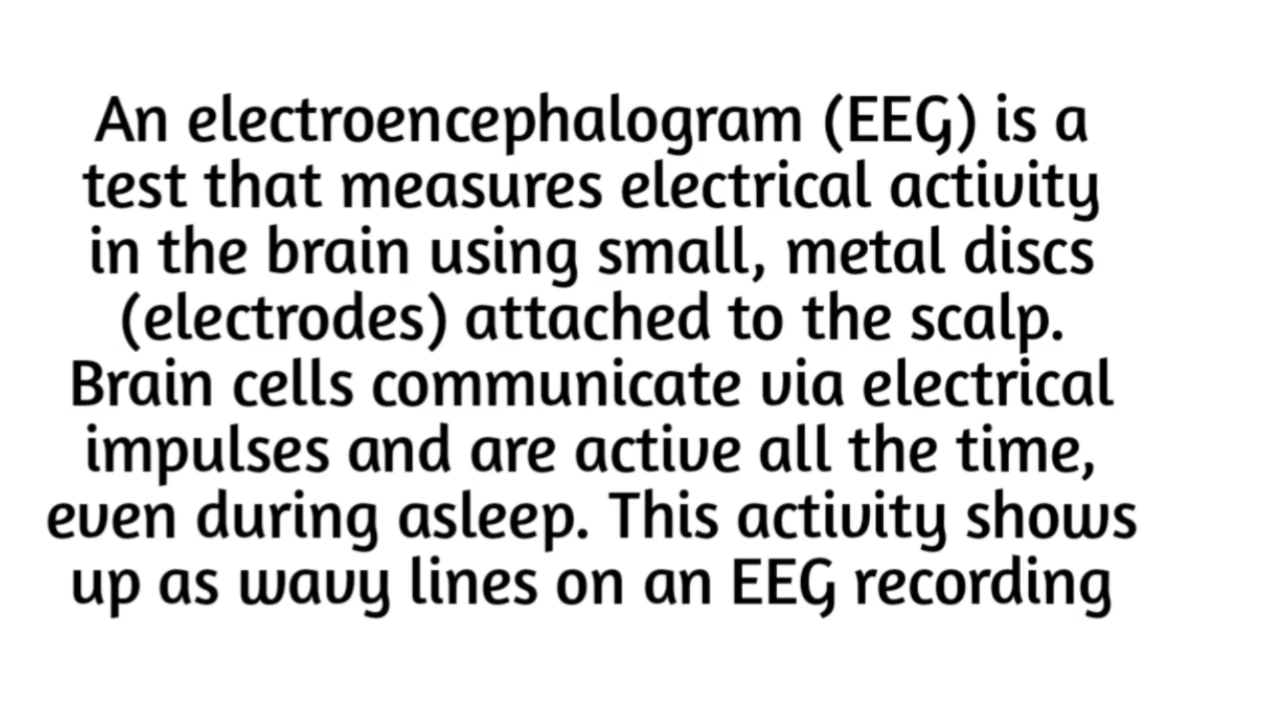 An electroencephalogram (EEG) is a
test that measures electrical activity
in the brain using small, metal discs
(electrodes) attached to the scalp.
Brain cells communicate via electrical
impulses and are active all the time,
even during asleep. This activity shows
up as wavy lines on an EEG recording